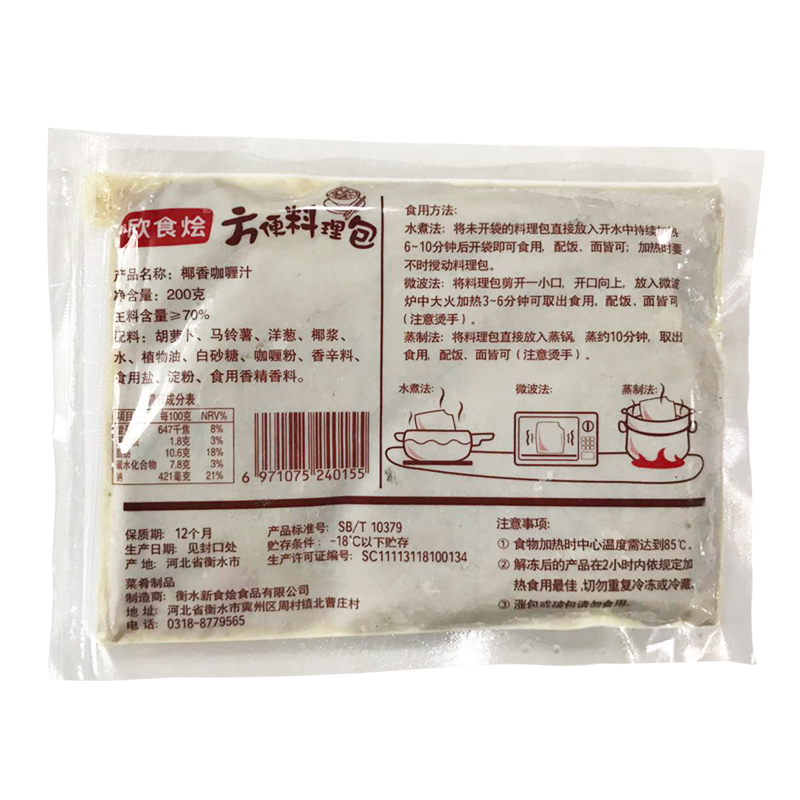 欣食烩
方便料理包
产品名称：椰香咖喱汁
净含量：200克
主料含量≥70%
配料：胡萝卜、马铃薯、洋葱、椰浆、
水、植物油、白砂糖、咖喱粉、香辛料、
食用盐、淀粉、食用香精香料。
成分表
项目 每100克 NRV%
647千焦 8%
1.8克 3%
脂肪 10.6克 18%
碳水化合物 7.8克 3%
钠 421毫克 21%
6 971075 240155
食用方法：
水煮法：将未开袋的料理包直接放入开水中持续加热
6~10分钟后开袋即可食用，配饭、面皆可；加热时要
不时搅动料理包。
微波法：将料理包剪开一小口，开口向上，放入微波
炉中大火加热3~6分钟可取出食用，配饭、面皆可
（注意烫手）。
蒸制法：将料理包直接放入蒸锅，蒸约10分钟，取出
食用，配饭、面皆可（注意烫手）。
水煮法： 微波法： 蒸制法：
保质期：12个月
生产日期：见封口处
产 地：河北省衡水市
产品标准号：SB/T 10379
贮存条件：-18℃以下贮存
生产许可证编号：SC11113118100134
菜肴制品
制造商：衡水新食烩食品有限公司
地 址：河北省衡水市冀州区周村镇北曹庄村
电 话：0318-8779565
注意事项：
① 食物加热时中心温度需达到85℃。
② 解冻后的产品在2小时内依规定加
热食用最佳，切勿重复冷冻或冷藏。
③ 涨包或破包请勿食用。